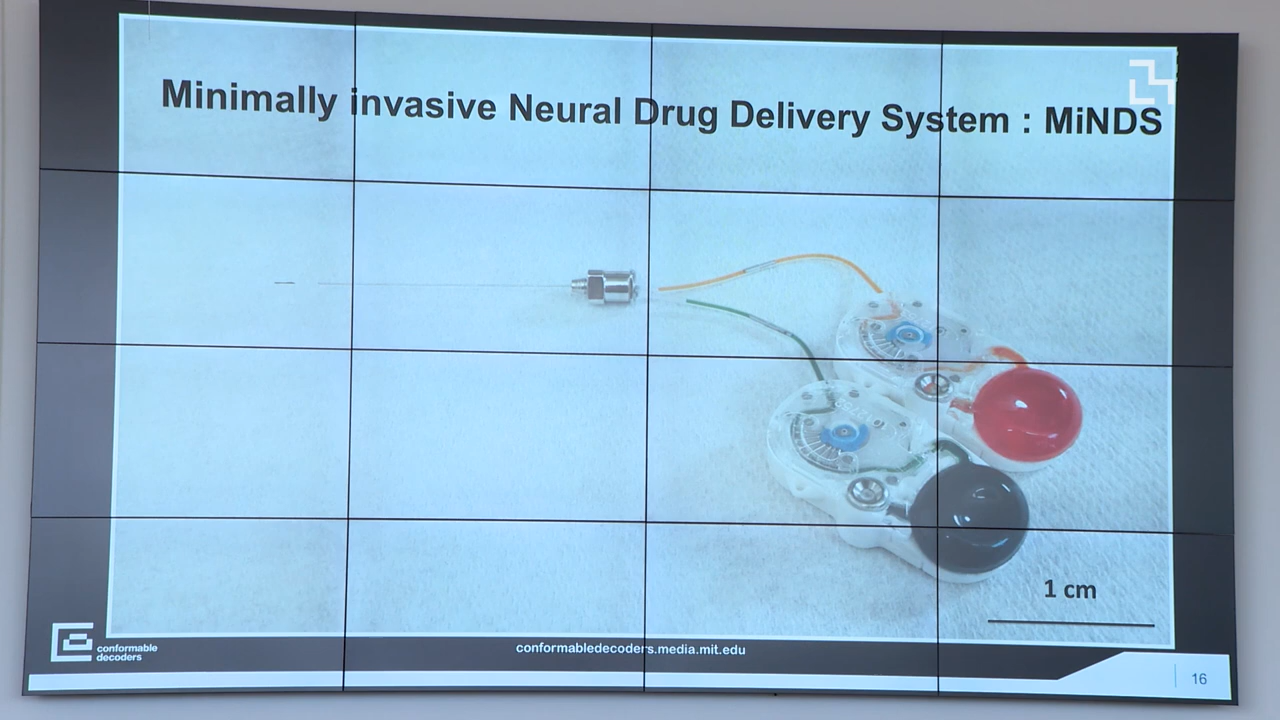 Minimally invasive Neural Drug Delivery System : MiNDS
1 cm
conformable
decoders
conformabledecoders.media.mit.edu
16